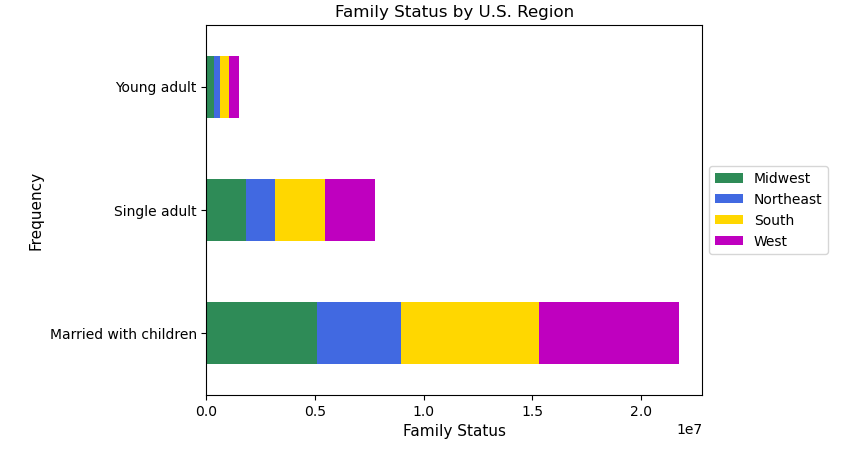 Family Status by U.S. Region
Frequency
Young adult
Single adult
Married with children
0.0 0.5 1.0 1.5 2.0
1e7
Family Status
Midwest
Northeast
South
West